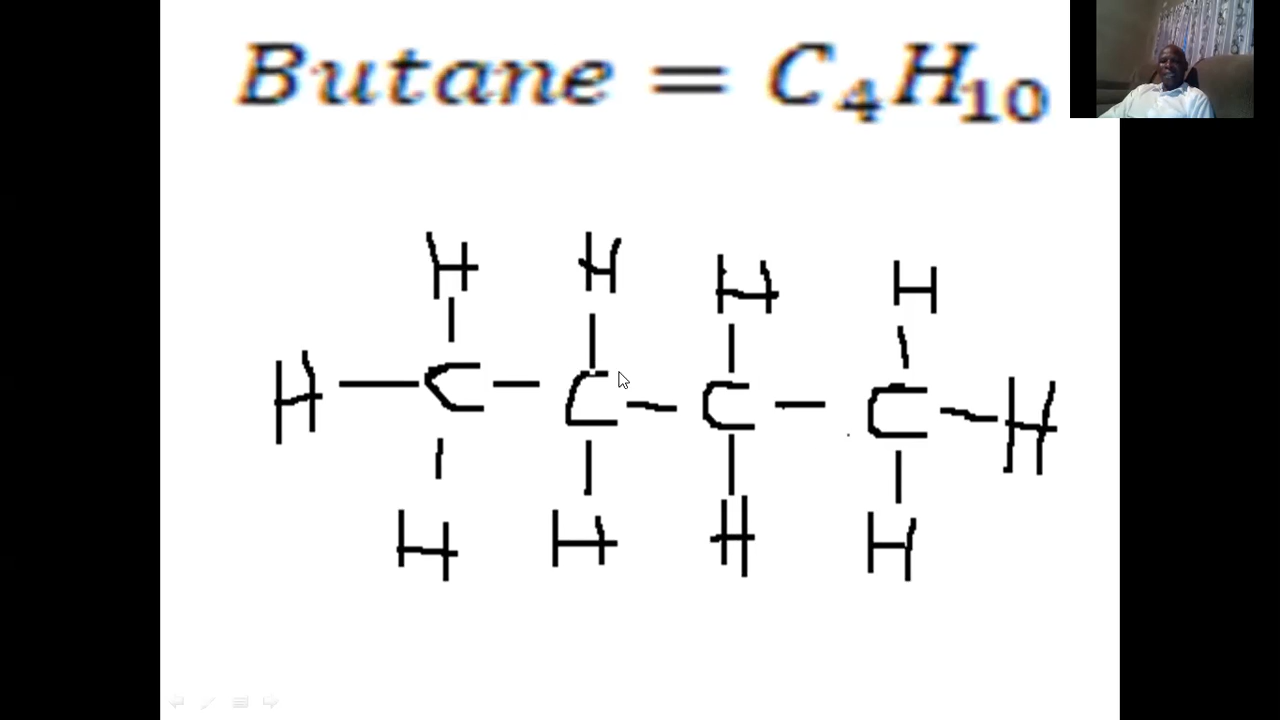 Butane = C₄H₁₀
H H H H
H — C — C — C — C — H
H H H H